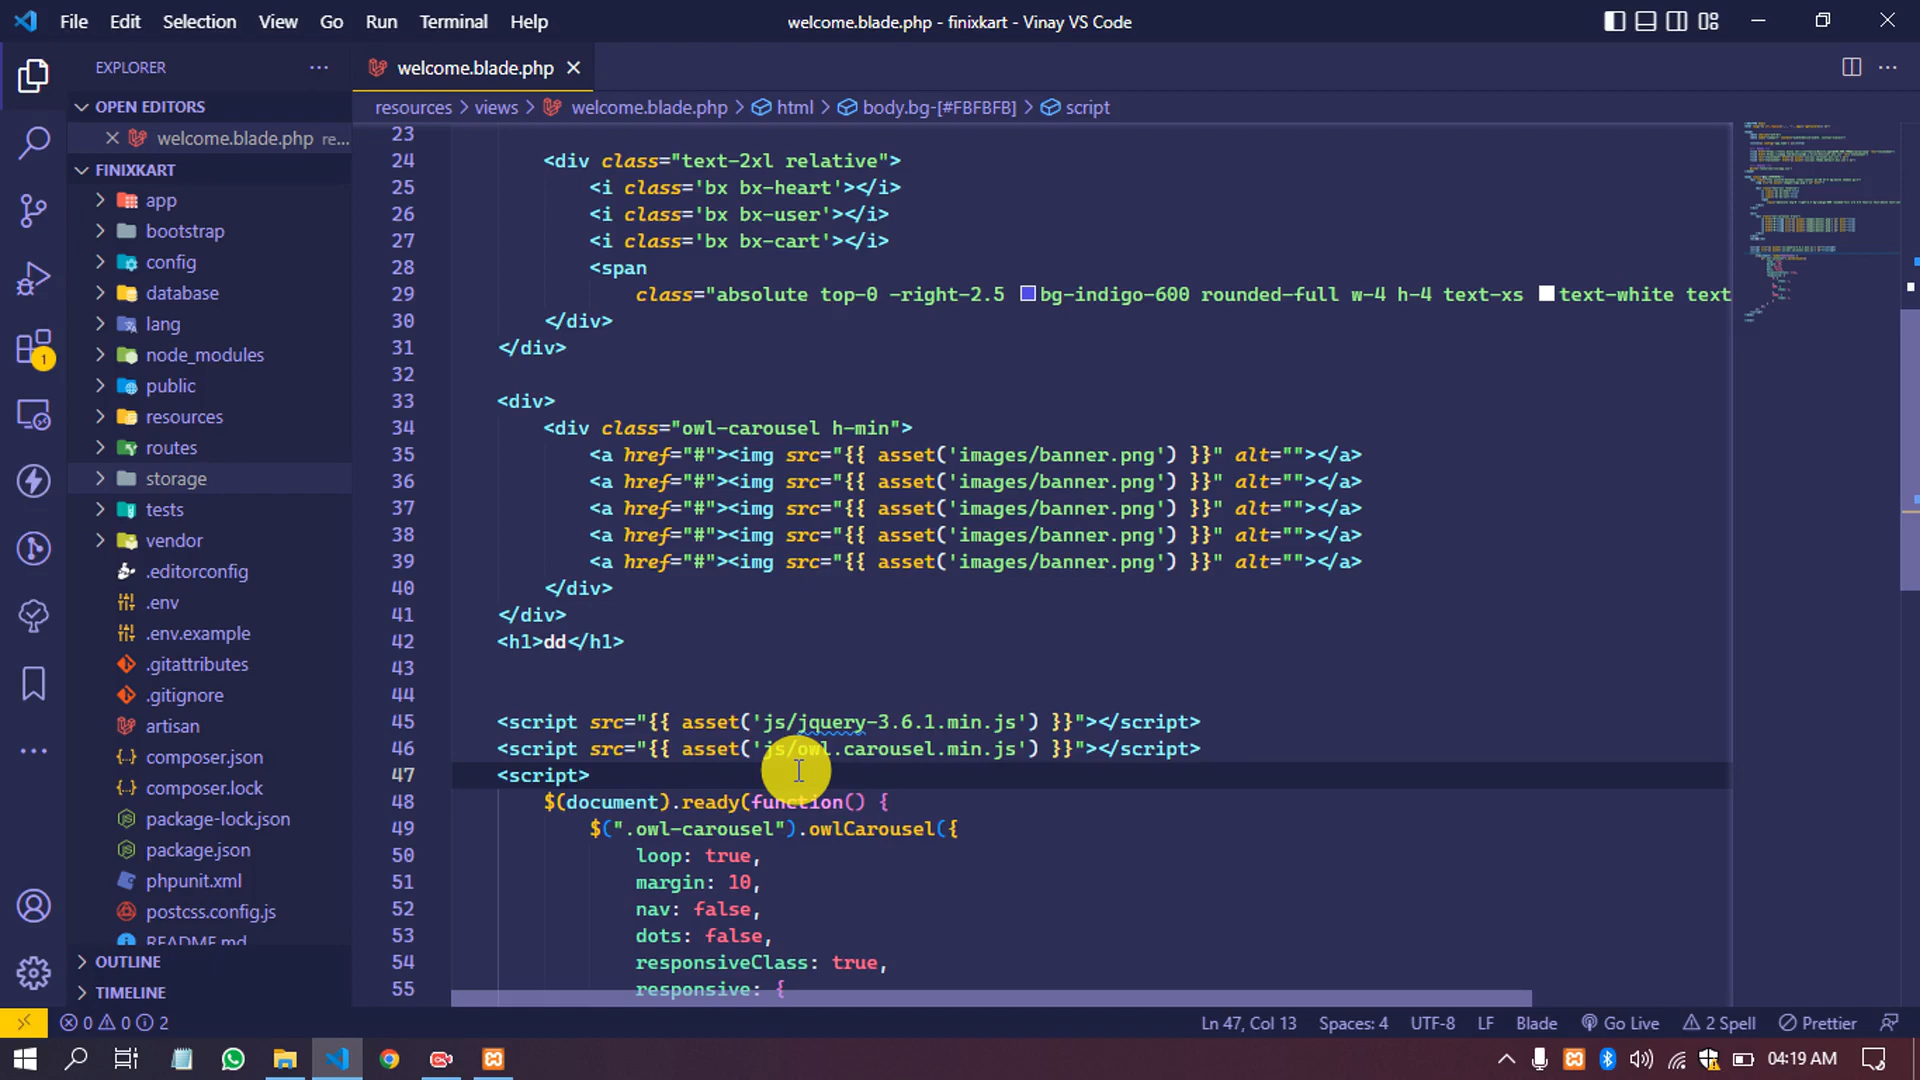 File Edit Selection View Go Run Terminal Help
welcome.blade.php - finixkart - Vinay VS Code
EXPLORER
OPEN EDITORS
welcome.blade.php re...
FINIXKART
app
bootstrap
config
database
lang
node_modules
public
resources
routes
storage
tests
vendor
.editorconfig
.env
.env.example
.gitattributes
.gitignore
artisan
composer.json
composer.lock
package-lock.json
package.json
phpunit.xml
postcss.config.js
README.md
OUTLINE
TIMELINE
1
welcome.blade.php
resources > views > welcome.blade.php > html > body.bg-[#FBFBFB] > script
23
24 <div class="text-2xl relative">
25 <i class='bx bx-heart'></i>
26 <i class='bx bx-user'></i>
27 <i class='bx bx-cart'></i>
28 <span
29 class="absolute top-0 -right-2.5 bg-indigo-600 rounded-full w-4 h-4 text-xs text-white text
30 </div>
31 </div>
32
33 <div>
34 <div class="owl-carousel h-min">
35 <a href="#"><img src="{{ asset('images/banner.png') }}" alt=""></a>
36 <a href="#"><img src="{{ asset('images/banner.png') }}" alt=""></a>
37 <a href="#"><img src="{{ asset('images/banner.png') }}" alt=""></a>
38 <a href="#"><img src="{{ asset('images/banner.png') }}" alt=""></a>
39 <a href="#"><img src="{{ asset('images/banner.png') }}" alt=""></a>
40 </div>
41 </div>
42 <h1>dd</h1>
43
44
45 <script src="{{ asset('js/jquery-3.6.1.min.js') }}"></script>
46 <script src="{{ asset('js/owl.carousel.min.js') }}"></script>
47 <script>
48 $(document).ready(function() {
49 $(".owl-carousel").owlCarousel({
50 loop: true,
51 margin: 10,
52 nav: false,
53 dots: false,
54 responsiveClass: true,
55 responsive: {
0 0 2
Ln 47, Col 13 Spaces: 4 UTF-8 LF Blade Go Live 2 Spell Prettier
04:19 AM